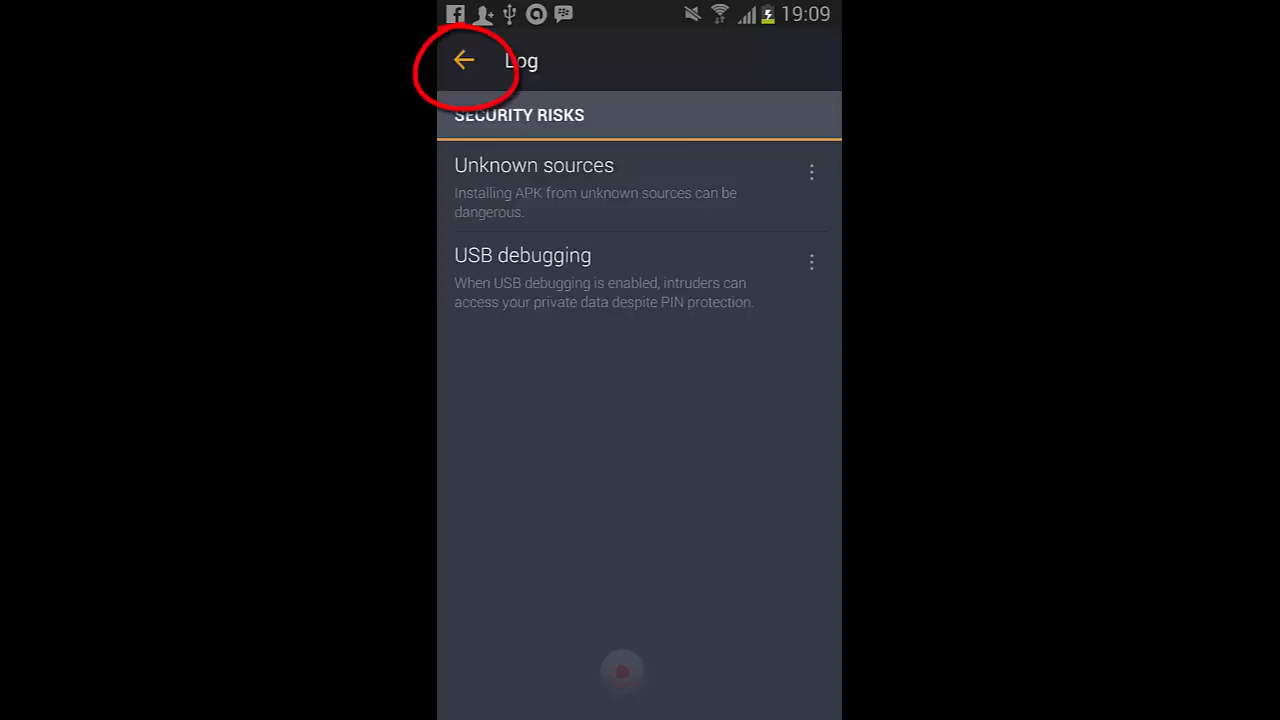 19:09
Log
SECURITY RISKS
Unknown sources
Installing APK from unknown sources can be
dangerous.
USB debugging
When USB debugging is enabled, intruders can
access your private data despite PIN protection.